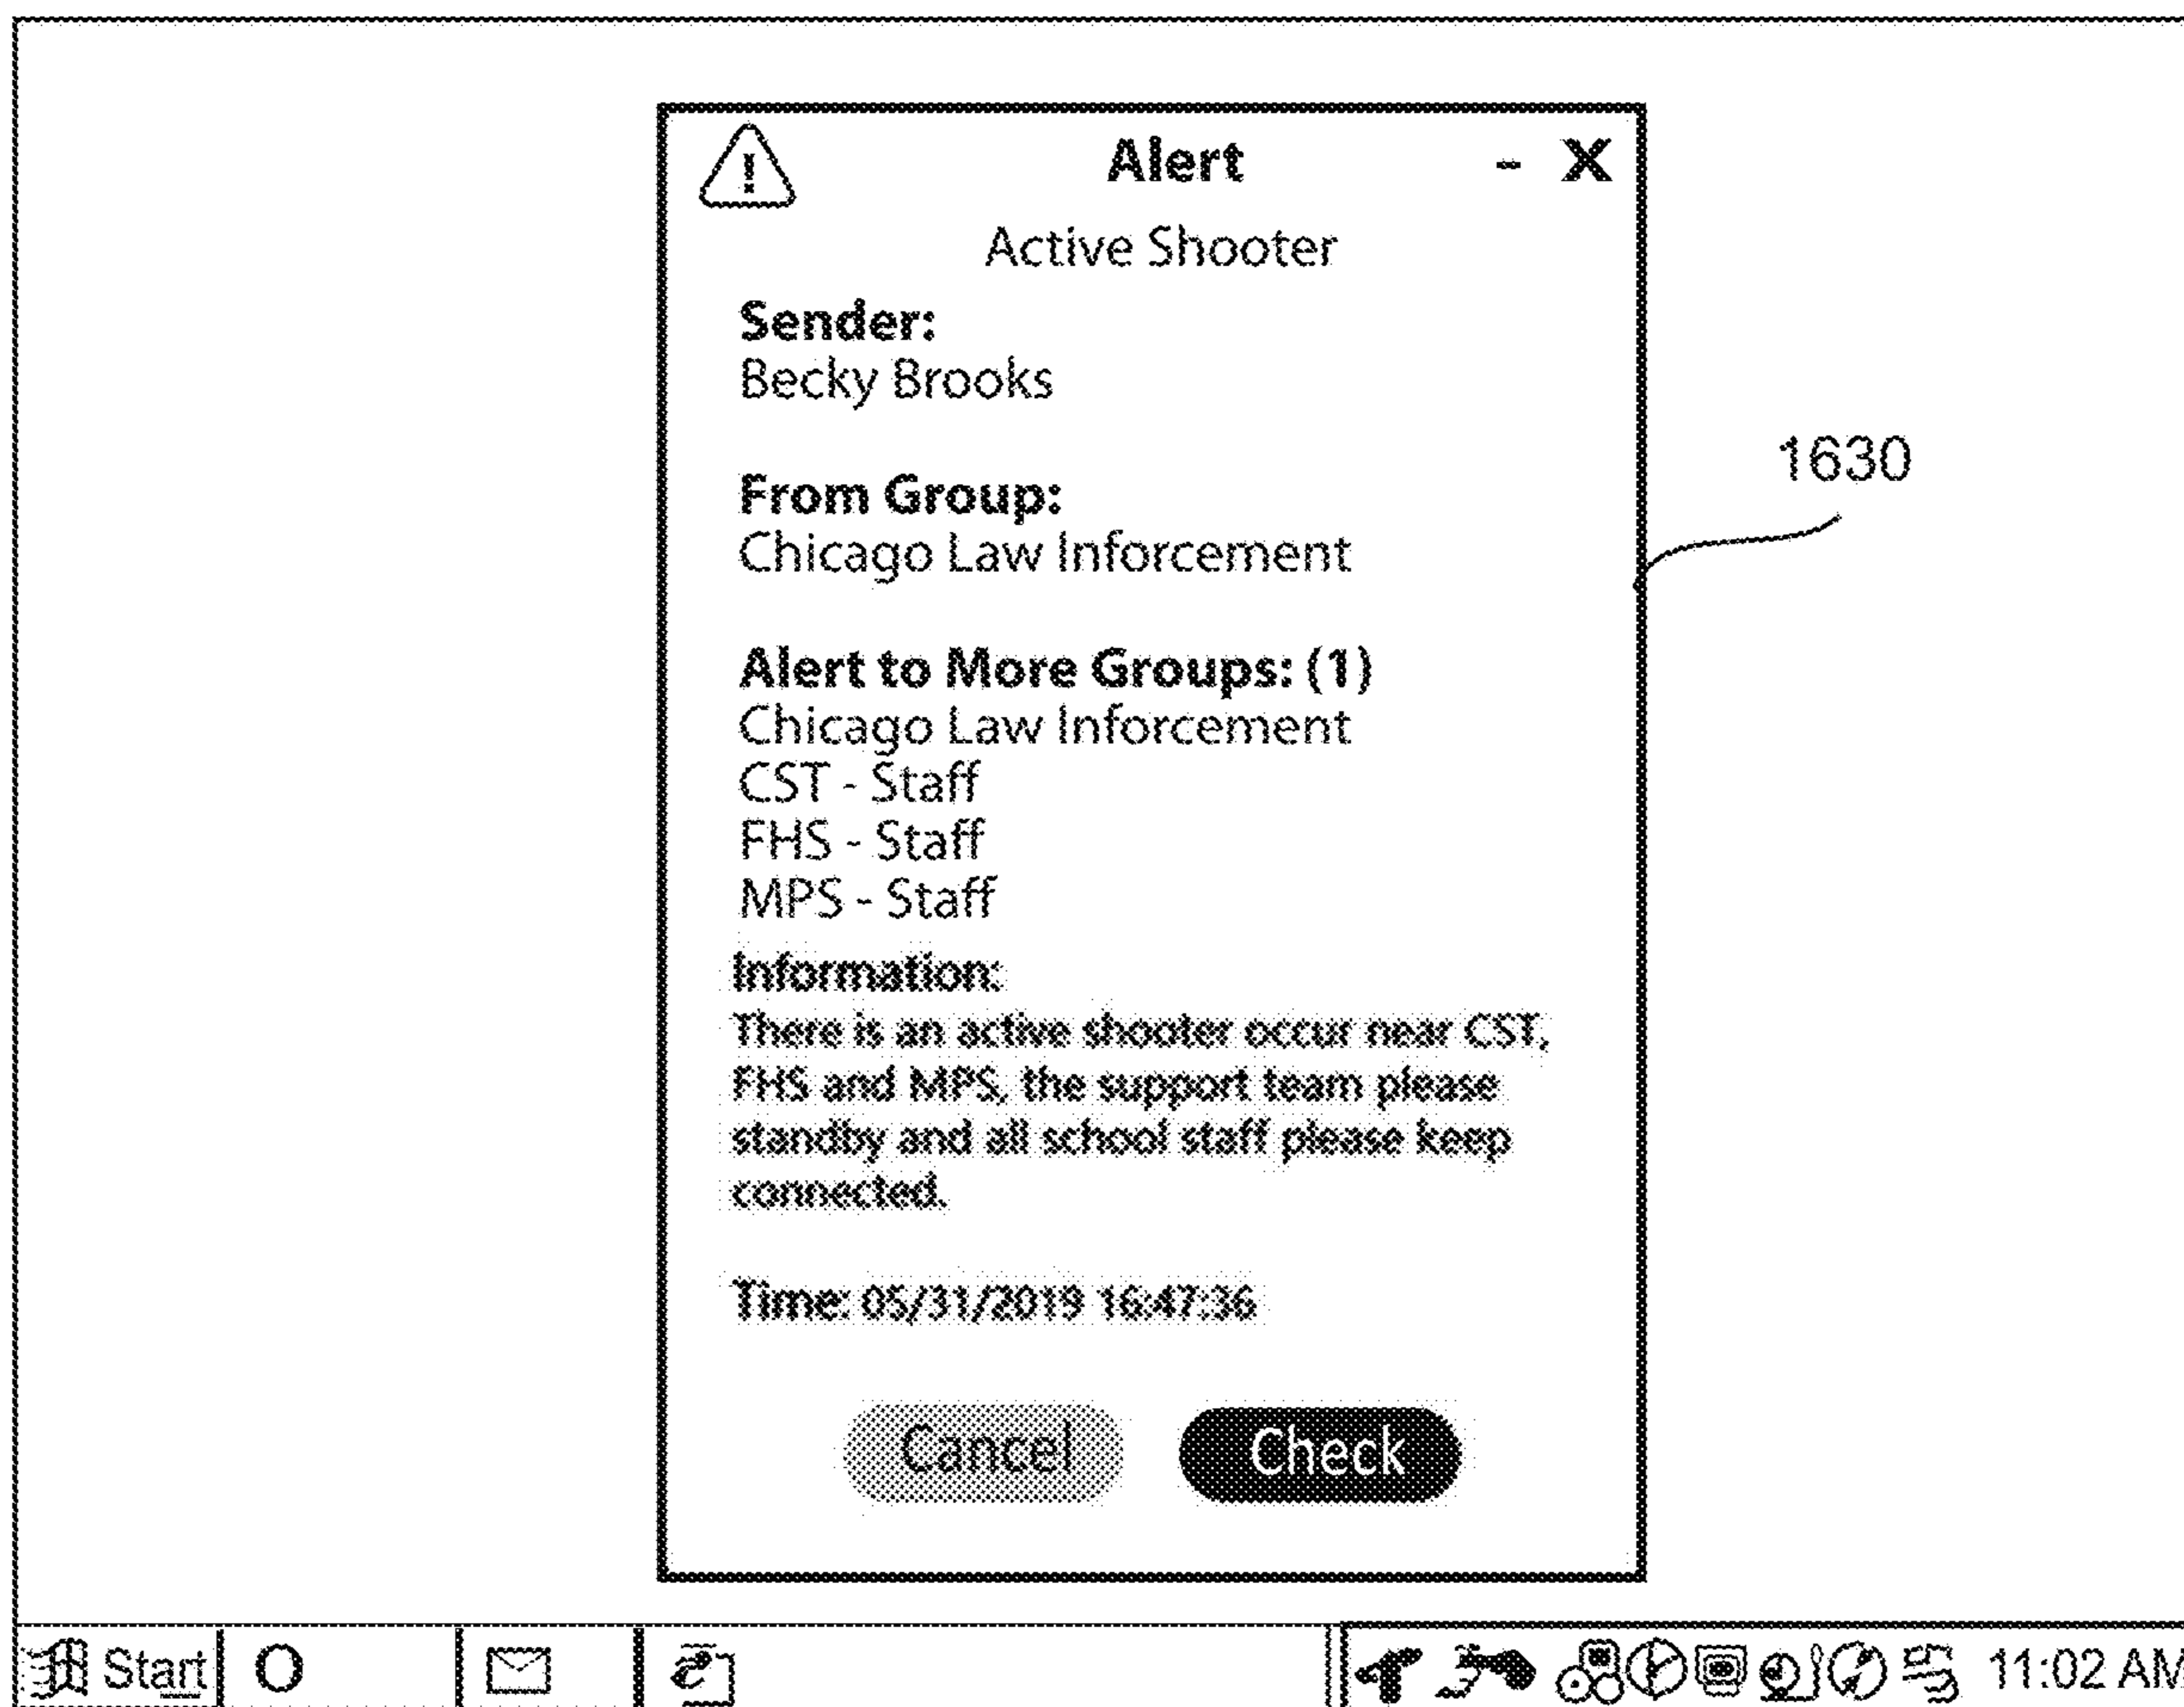 Alert - X
Active Shooter
Sender:
Becky Brooks
From Group:
Chicago Law Inforcement
1630
Alert to More Groups: (1)
Chicago Law Inforcement
CST - Staff
FHS - Staff
MPS - Staff
Information:
There is an active shooter occur near CST,
FHS and MPS, the support team please
standby and all school staff please keep
connected.
Time: 05/31/2019 16:47:36
Cancel Check
Start 11:02 AM